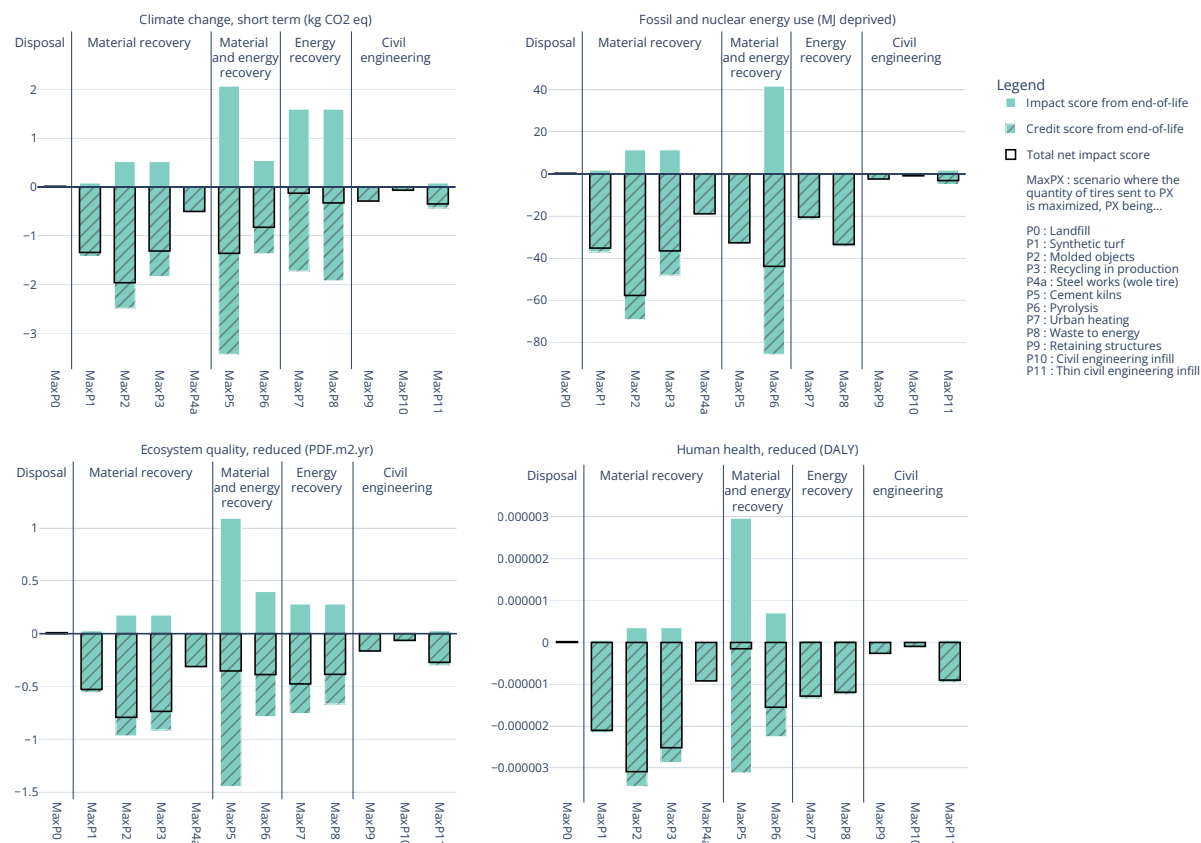 Climate change, short term (kg CO2 eq)
Disposal
Material recovery
Material
and energy
recovery
Energy
recovery
Civil
engineering
2
1
0
−1
−2
−3
MaxP0
MaxP1
MaxP2
MaxP3
MaxP4a
MaxP5
MaxP6
MaxP7
MaxP8
MaxP9
MaxP10
MaxP11
Fossil and nuclear energy use (MJ deprived)
Disposal
Material recovery
Material
and energy
recovery
Energy
recovery
Civil
engineering
40
20
0
−20
−40
−60
−80
MaxP0
MaxP1
MaxP2
MaxP3
MaxP4a
MaxP5
MaxP6
MaxP7
MaxP8
MaxP9
MaxP10
MaxP11
Legend
Impact score from end-of-life
Credit score from end-of-life
Total net impact score
MaxPX : scenario where the
quantity of tires sent to PX
is maximized, PX being...
P0 : Landfill
P1 : Synthetic turf
P2 : Molded objects
P3 : Recycling in production
P4a : Steel works (wole tire)
P5 : Cement kilns
P6 : Pyrolysis
P7 : Urban heating
P8 : Waste to energy
P9 : Retaining structures
P10 : Civil engineering infill
P11 : Thin civil engineering infill
Ecosystem quality, reduced (PDF.m2.yr)
Disposal
Material recovery
Material
and energy
recovery
Energy
recovery
Civil
engineering
1
0.5
0
−0.5
−1
−1.5
MaxP0
MaxP1
MaxP2
MaxP3
MaxP4
MaxP5
MaxP6
MaxP7
MaxP8
MaxP9
MaxP10
MaxP11
Human health, reduced (DALY)
Disposal
Material recovery
Material
and energy
recovery
Energy
recovery
Civil
engineering
0.000003
0.000002
0.000001
0
−0.000001
−0.000002
−0.000003
MaxP0
MaxP1
MaxP2
MaxP3
MaxP4
MaxP5
MaxP6
MaxP7
MaxP8
MaxP9
MaxP10
MaxP11